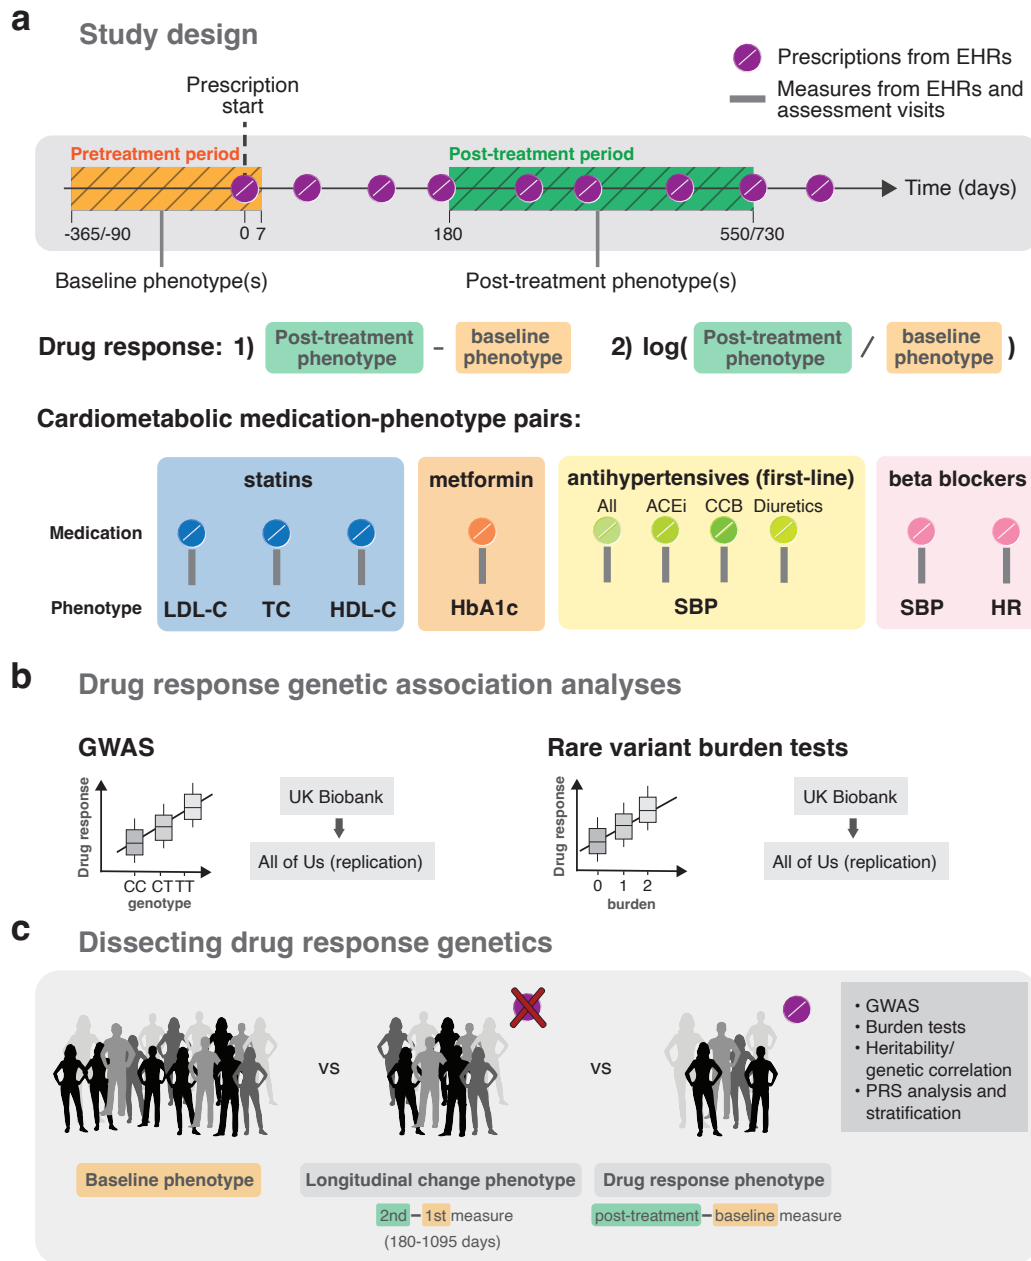 a
Study design
Prescriptions from EHRs
Measures from EHRs and
assessment visits
Prescription
start
Pretreatment period
Post-treatment period
Time (days)
-365/-90
0 7
180
550/730
Baseline phenotype(s)
Post-treatment phenotype(s)
Drug response: 1) Post-treatment phenotype - baseline phenotype
2) log( Post-treatment phenotype / baseline phenotype )
Cardiometabolic medication-phenotype pairs:
statins
metformin
antihypertensives (first-line)
beta blockers
All ACEi CCB Diuretics
Medication
Phenotype
LDL-C TC HDL-C
HbA1c
SBP
SBP HR
b
Drug response genetic association analyses
GWAS
Drug response
CC CT TT
genotype
UK Biobank
All of Us (replication)
Rare variant burden tests
Drug response
0 1 2
burden
UK Biobank
All of Us (replication)
c
Dissecting drug response genetics
vs
vs
• GWAS
• Burden tests
• Heritability/
genetic correlation
• PRS analysis and
stratification
Baseline phenotype
Longitudinal change phenotype
2nd – 1st measure
(180-1095 days)
Drug response phenotype
post-treatment – baseline measure